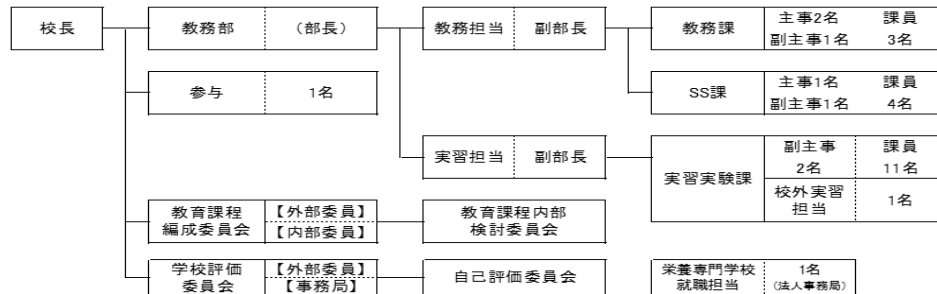 校長 教務部 (部長) 教務担当 副部長 教務課 主事2名 課員
副主事1名 3名
参与 1名 SS課 主事1名 課員
副主事1名 4名
実習担当 副部長 実習実験課 副主事 課員
2名 11名
校外実習 1名
担当
教育課程 【外部委員】 教育課程内部
編成委員会 【内部委員】 検討委員会
学校評価 【外部委員】 自己評価委員会 栄養専門学校 1名
委員会 【事務局】 就職担当 (法人事務局)